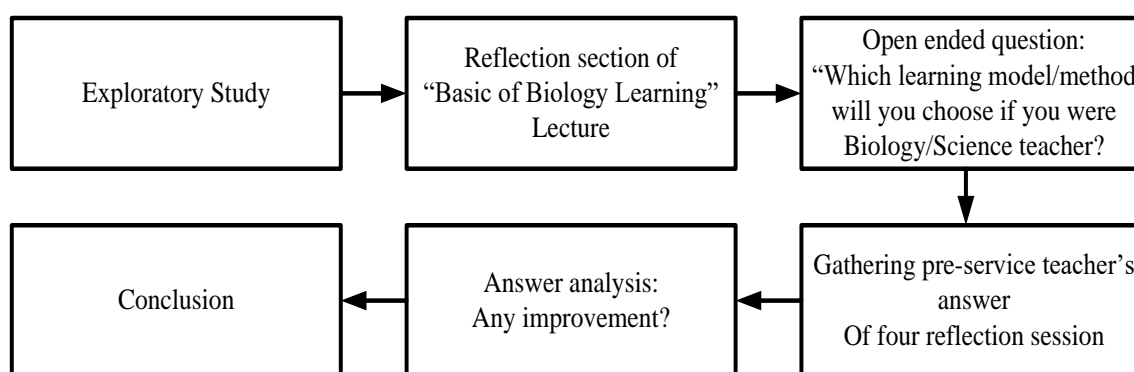 Exploratory Study
Reflection section of
“Basic of Biology Learning”
Lecture
Open ended question:
“Which learning model/method
will you choose if you were
Biology/Science teacher?
Gathering pre-service teacher’s
answer
Of four reflection session
Answer analysis:
Any improvement?
Conclusion